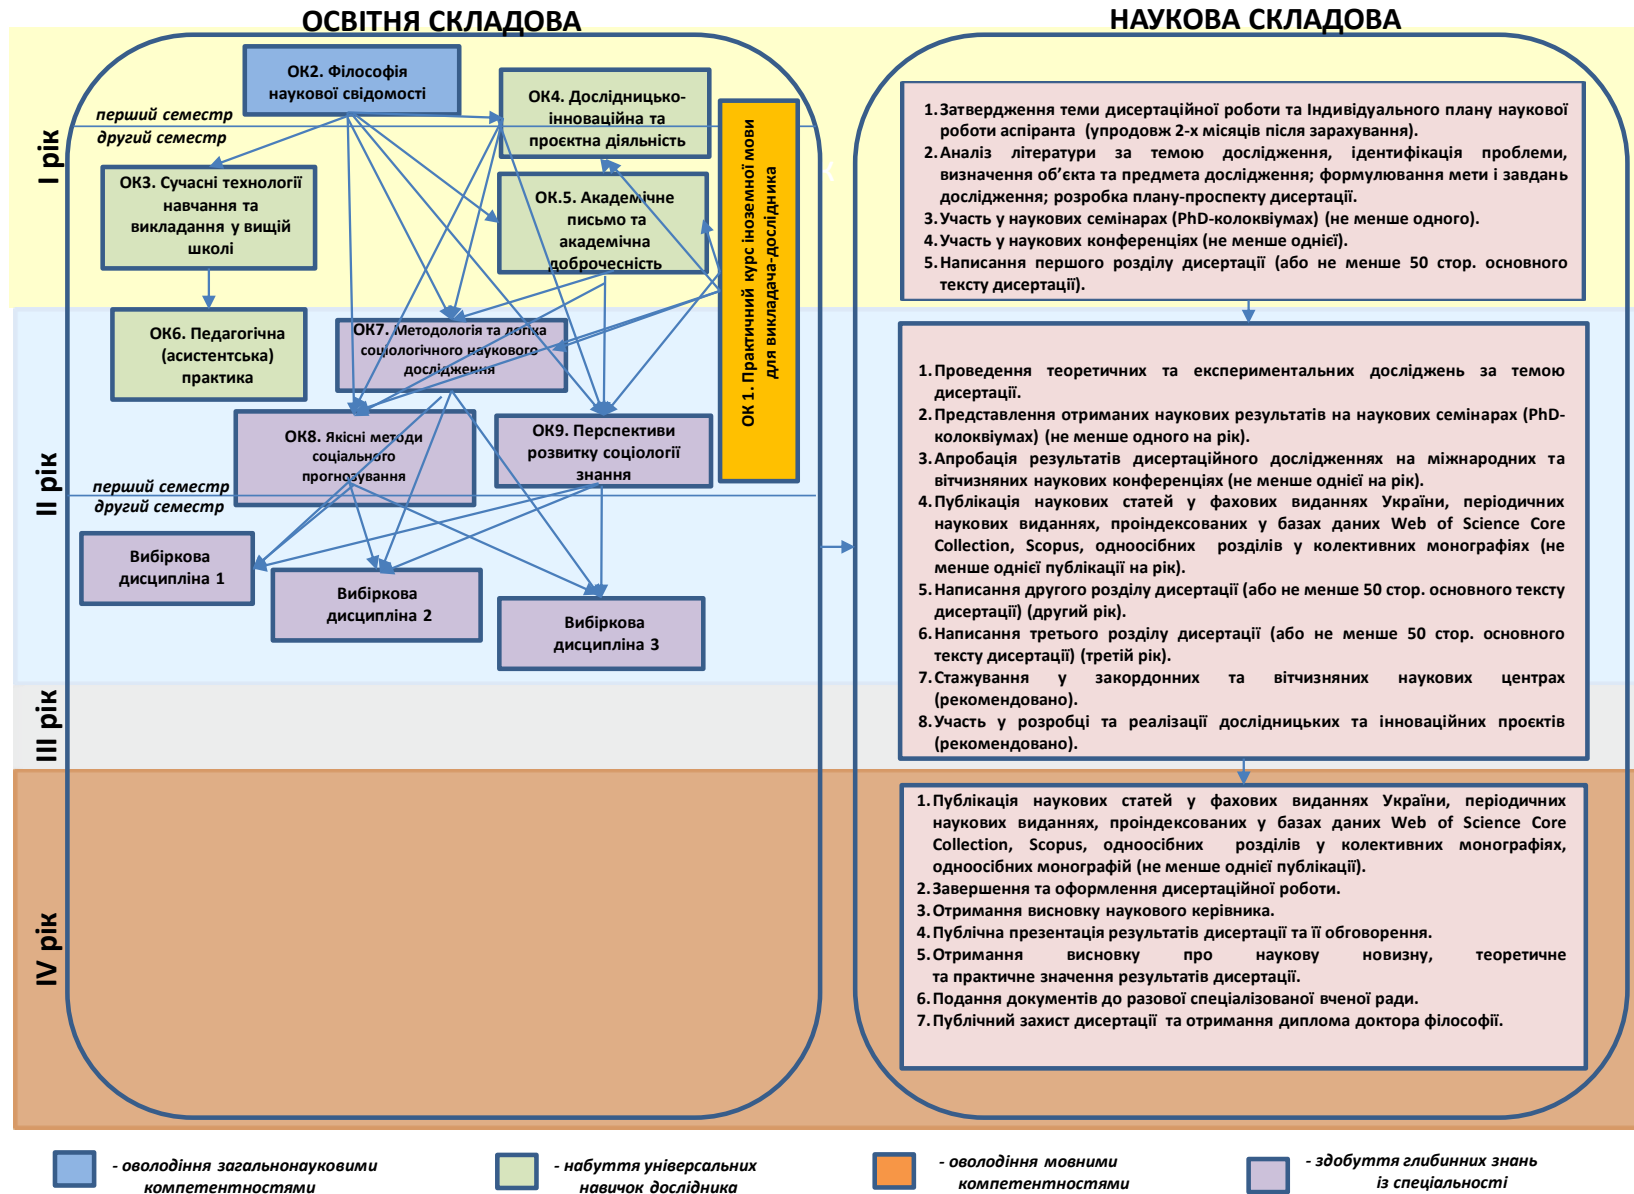 ОСВІТНЯ СКЛАДОВА
НАУКОВА СКЛАДОВА
І рік
перший семестр
другий семестр
ОК2. Філософія
наукової свідомості
ОК4. Дослідницько-
інноваційна та
проєктна діяльність
ОК3. Сучасні технології
навчання та
викладання у вищій
школі
ОК.5. Академічне
письмо та
академічна
доброчесність
ОК 1. Практичний курс іноземної мови
для викладача-дослідника
ІІ рік
ОК6. Педагогічна
(асистентська)
практика
ОК7. Методологія та логіка
соціологічного наукового
дослідження
ОК8. Якісні методи
соціального
прогнозування
ОК9. Перспективи
розвитку соціології
знання
перший семестр
другий семестр
Вибіркова
дисципліна 1
Вибіркова
дисципліна 2
Вибіркова
дисципліна 3
ІІІ рік
IV рік
1. Затвердження теми дисертаційної роботи та Індивідуального плану наукової
роботи аспіранта (упродовж 2-х місяців після зарахування).
2. Аналіз літератури за темою дослідження, ідентифікація проблеми,
визначення об’єкта та предмета дослідження; формулювання мети і завдань
дослідження; розробка плану-проспекту дисертації.
3. Участь у наукових семінарах (PhD-колоквіумах) (не менше одного).
4. Участь у наукових конференціях (не менше однієї).
5. Написання першого розділу дисертації (або не менше 50 стор. основного
тексту дисертації).
1. Проведення теоретичних та експериментальних досліджень за темою
дисертації.
2. Представлення отриманих наукових результатів на наукових семінарах (PhD-
колоквіумах) (не менше одного на рік).
3. Апробація результатів дисертаційного дослідженнях на міжнародних та
вітчизняних наукових конференціях (не менше однієї на рік).
4. Публікація наукових статей у фахових виданнях України, періодичних
наукових виданнях, проіндексованих у базах даних Web of Science Core
Collection, Scopus, одноосібних розділів у колективних монографіях (не
менше однієї публікації на рік).
5. Написання другого розділу дисертації (або не менше 50 стор. основного тексту
дисертації) (другий рік).
6. Написання третього розділу дисертації (або не менше 50 стор. основного
тексту дисертації) (третій рік).
7. Стажування у закордонних та вітчизняних наукових центрах
(рекомендовано).
8. Участь у розробці та реалізації дослідницьких та інноваційних проєктів
(рекомендовано).
1. Публікація наукових статей у фахових виданнях України, періодичних
наукових виданнях, проіндексованих у базах даних Web of Science Core
Collection, Scopus, одноосібних розділів у колективних монографіях,
одноосібних монографій (не менше однієї публікації).
2. Завершення та оформлення дисертаційної роботи.
3. Отримання висновку наукового керівника.
4. Публічна презентація результатів дисертації та її обговорення.
5. Отримання висновку про наукову новизну, теоретичне
та практичне значення результатів дисертації.
6. Подання документів до разової спеціалізованої вченої ради.
7. Публічний захист дисертації та отримання диплома доктора філософії.
- оволодіння загальнонауковими
компетентностями
- набуття універсальних
навичок дослідника
- оволодіння мовними
компетентностями
- здобуття глибинних знань
із спеціальності